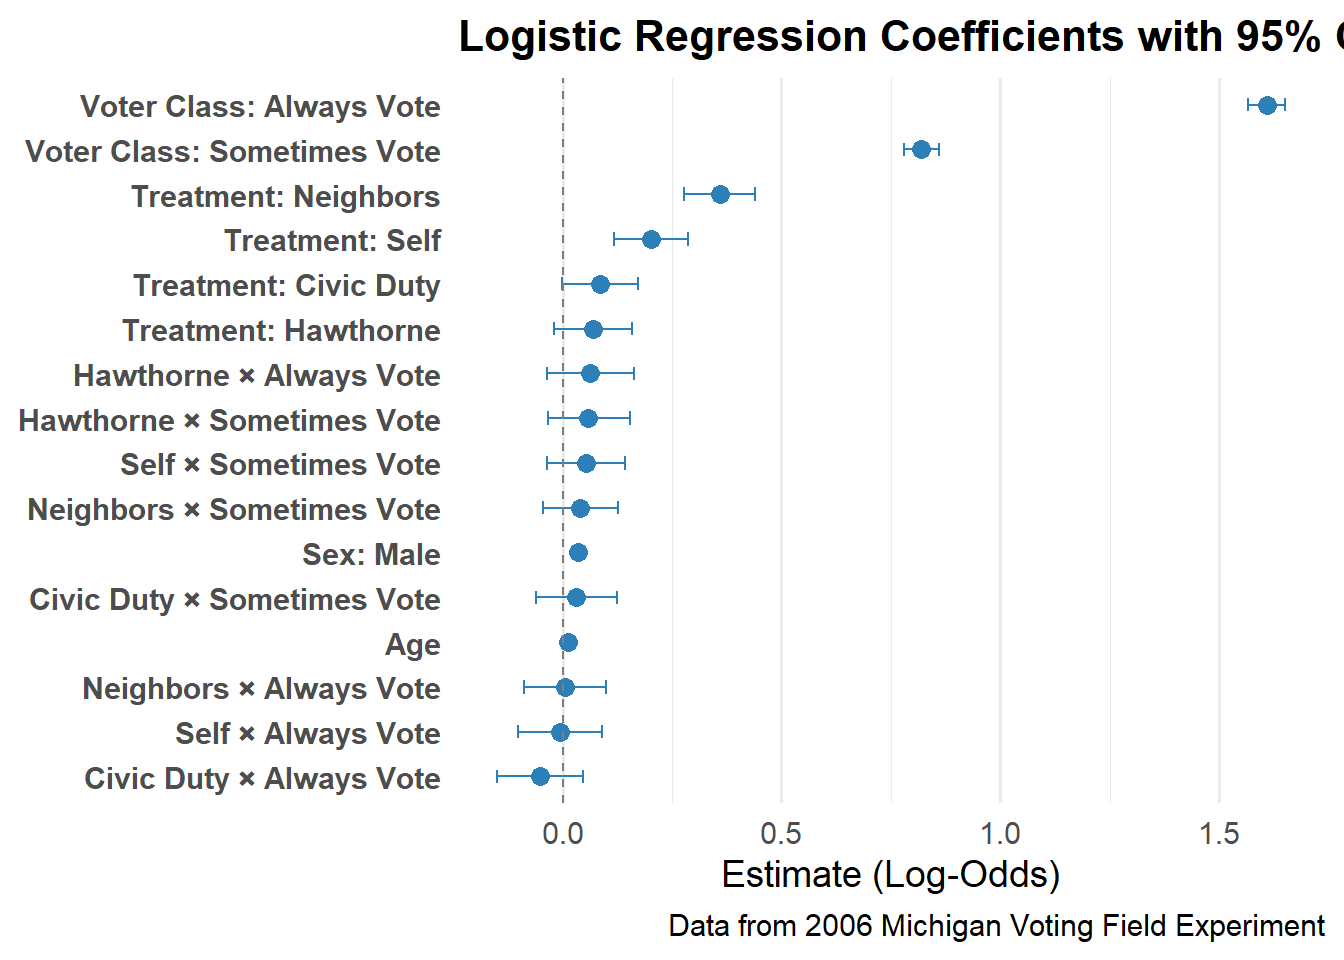 Logistic Regression Coefficients with 95%
Voter Class: Always Vote
Voter Class: Sometimes Vote
Treatment: Neighbors
Treatment: Self
Treatment: Civic Duty
Treatment: Hawthorne
Hawthorne × Always Vote
Hawthorne × Sometimes Vote
Self × Sometimes Vote
Neighbors × Sometimes Vote
Sex: Male
Civic Duty × Sometimes Vote
Age
Neighbors × Always Vote
Self × Always Vote
Civic Duty × Always Vote
0.0 0.5 1.0 1.5
Estimate (Log-Odds)
Data from 2006 Michigan Voting Field Experiment